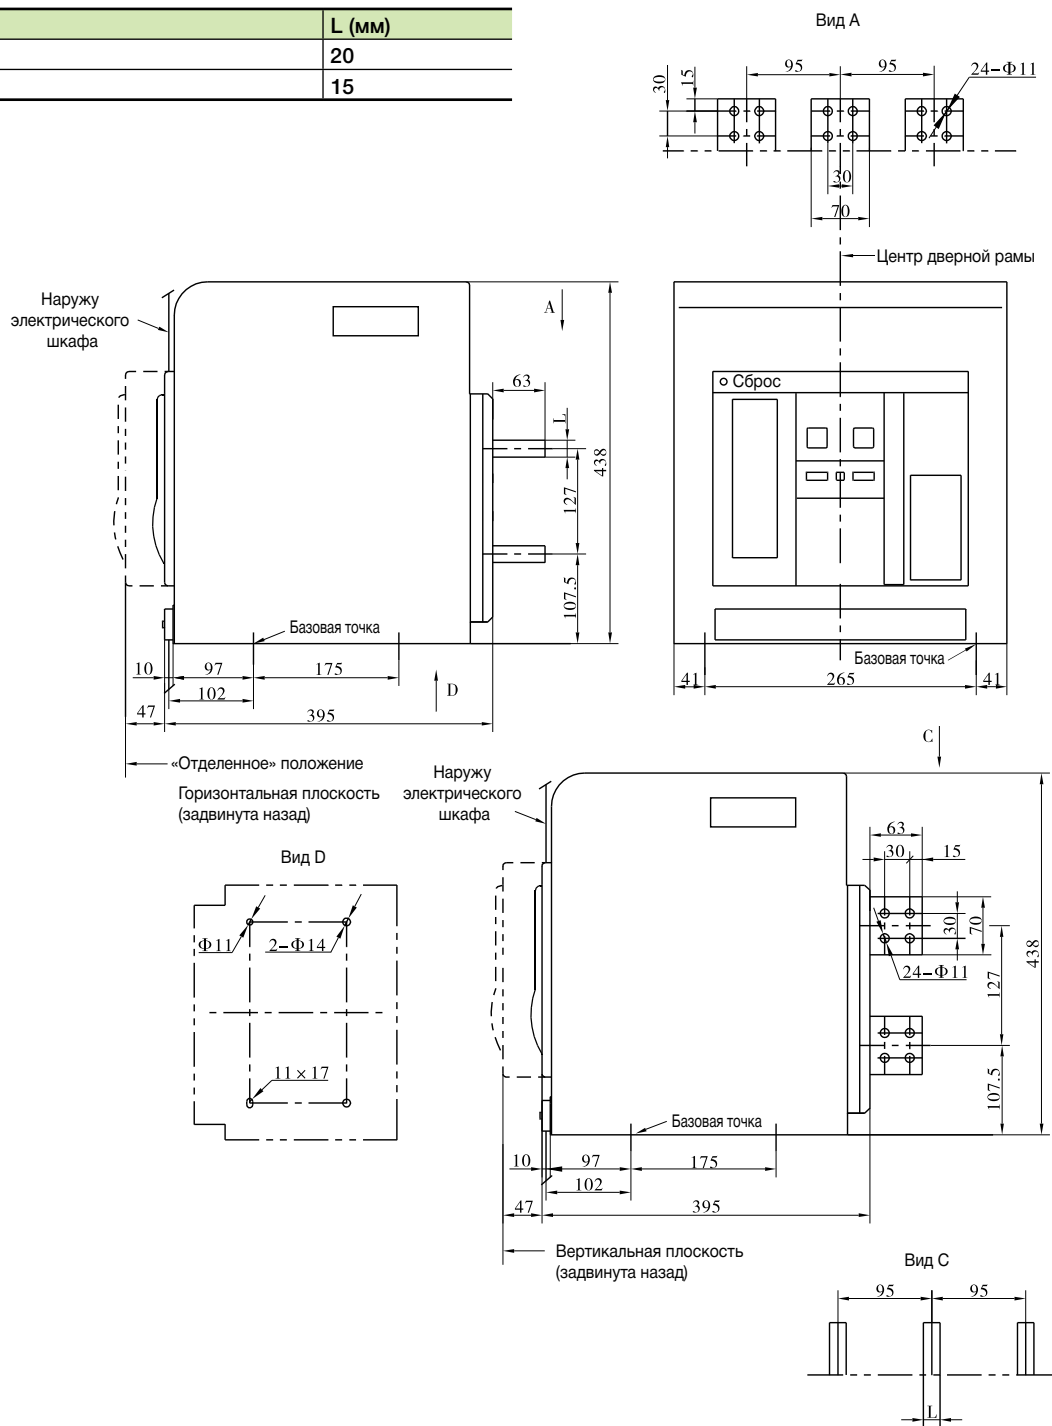 L (мм)
20
15
Вид A
95
95
24–Φ11
30
15
30
70
Центр дверной рамы
Наружу
электрического
шкафа
A
63
L
438
127
107.5
Сброс
Базовая точка
10
97
175
102
D
47
395
Базовая точка
41
265
41
«Отделенное» положение
Горизонтальная плоскость
(задвинута назад)
C
Наружу
электрического
шкафа
63
30
15
30
70
438
24–Φ11
127
107.5
Вид D
Φ11
2–Φ14
11×17
Базовая точка
10
97
175
102
47
395
Вертикальная плоскость
(задвинута назад)
Вид C
95
95
L